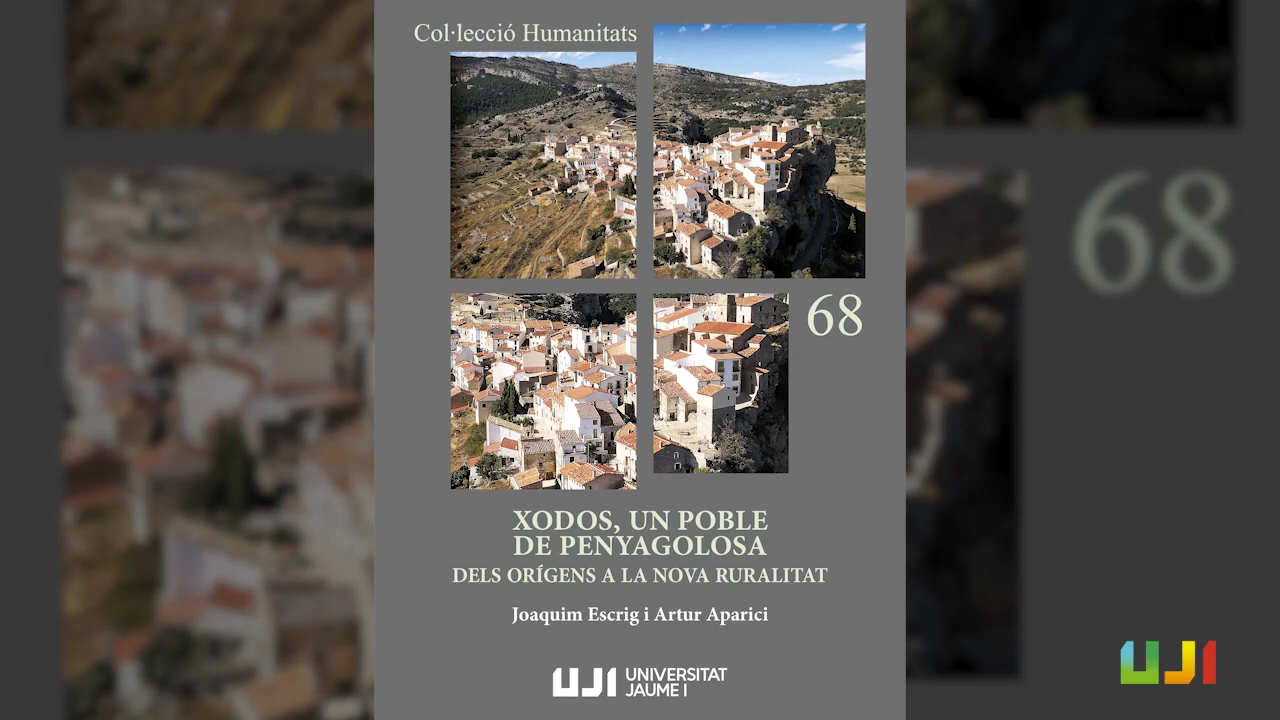 Col·lecció Humanitats
68
68
XODOS, UN POBLE
DE PENYAGOLOSA
DELS ORÍGENS A LA NOVA RURALITAT
Joaquim Escrig i Artur Aparici
UJI UNIVERSITAT
JAUME I
UJI